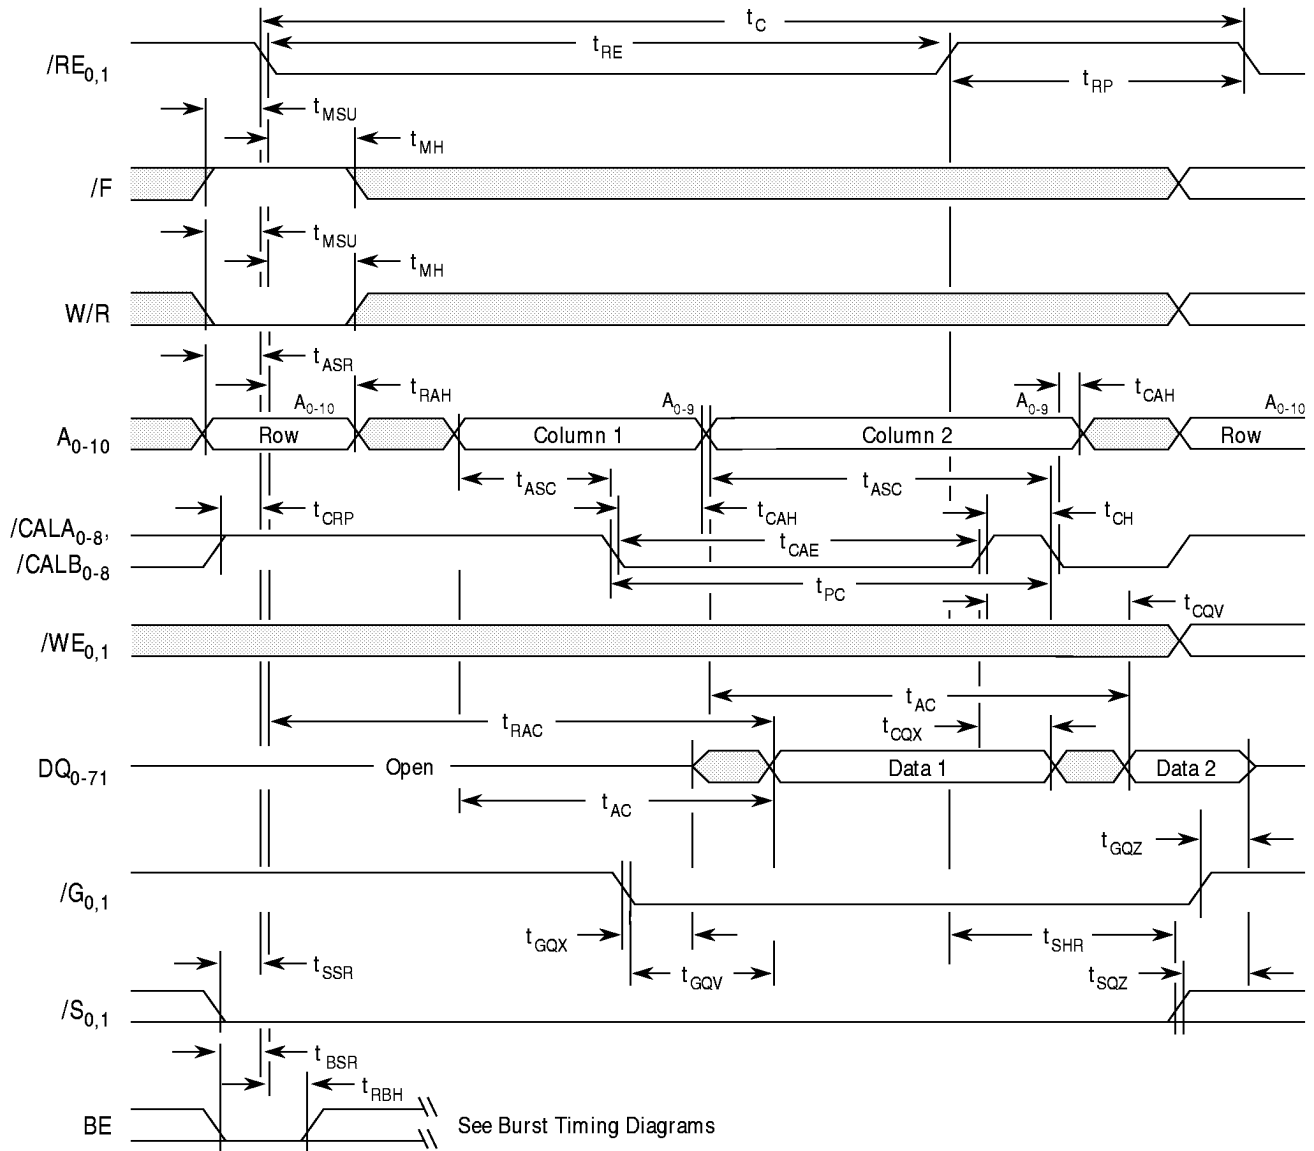 t_C
/RE_0,1
t_RE
t_RP
t_MSU
t_MH
/F
t_MSU
t_MH
W/R
t_ASR
t_RAH
t_CAH
A_0-10 A_0-9 A_0-9 A_0-10
A_0-10 Row Column 1 Column 2 Row
t_ASC t_ASC
t_CRP t_CAH t_CH
/CALA_0-8,
/CALB_0-8
t_CAE
t_PC
t_CQV
/WE_0,1
t_AC
t_RAC t_CQX
DQ_0-71 Open Data 1 Data 2
t_AC
t_GQZ
/G_0,1
t_GQX t_SHR
t_SSR t_GQV t_SQZ
/S_0,1
t_BSR
t_RBH
BE See Burst Timing Diagrams